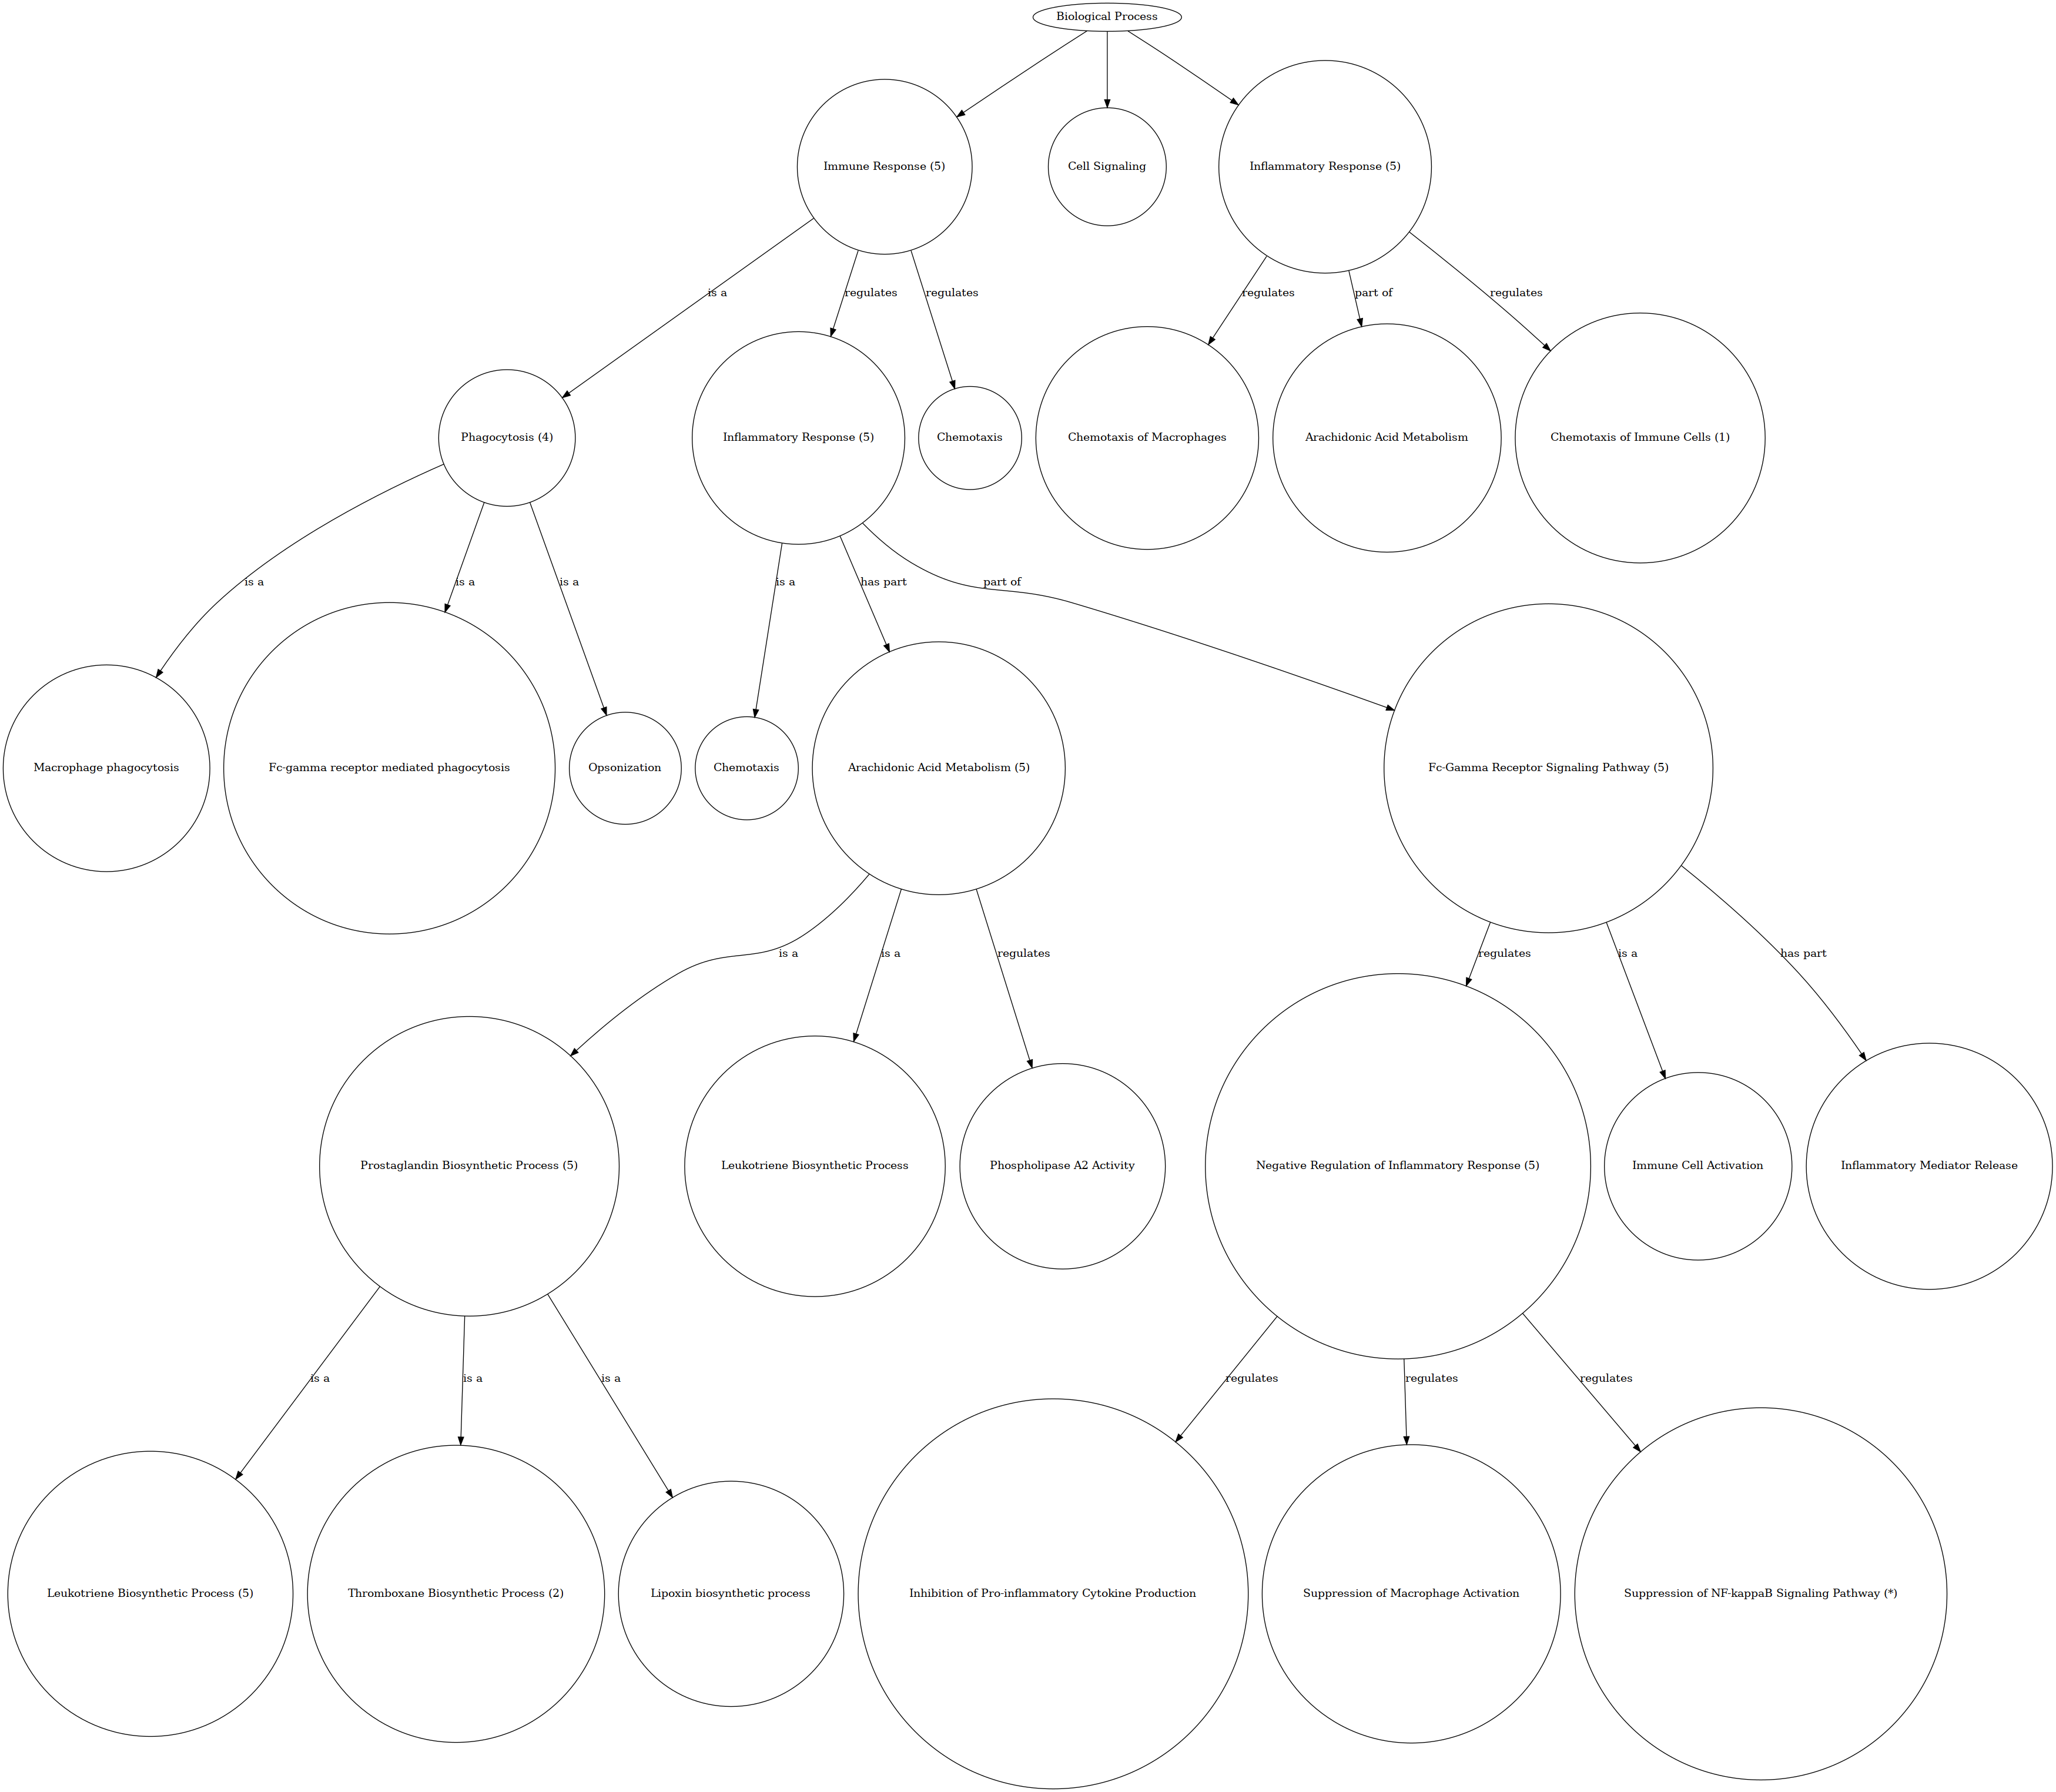 Biological Process
Immune Response (5)
Cell Signaling
Inflammatory Response (5)
is a
regulates
regulates
regulates
part of
regulates
Phagocytosis (4)
Inflammatory Response (5)
Chemotaxis
Chemotaxis of Macrophages
Arachidonic Acid Metabolism
Chemotaxis of Immune Cells (1)
is a
is a
is a
is a
has part
part of
Macrophage phagocytosis
Fc-gamma receptor mediated phagocytosis
Opsonization
Chemotaxis
Arachidonic Acid Metabolism (5)
Fc-Gamma Receptor Signaling Pathway (5)
is a
is a
regulates
regulates
is a
has part
Prostaglandin Biosynthetic Process (5)
Leukotriene Biosynthetic Process
Phospholipase A2 Activity
Negative Regulation of Inflammatory Response (5)
Immune Cell Activation
Inflammatory Mediator Release
is a
is a
is a
regulates
regulates
regulates
Leukotriene Biosynthetic Process (5)
Thromboxane Biosynthetic Process (2)
Lipoxin biosynthetic process
Inhibition of Pro-inflammatory Cytokine Production
Suppression of Macrophage Activation
Suppression of NF-kappaB Signaling Pathway (*)